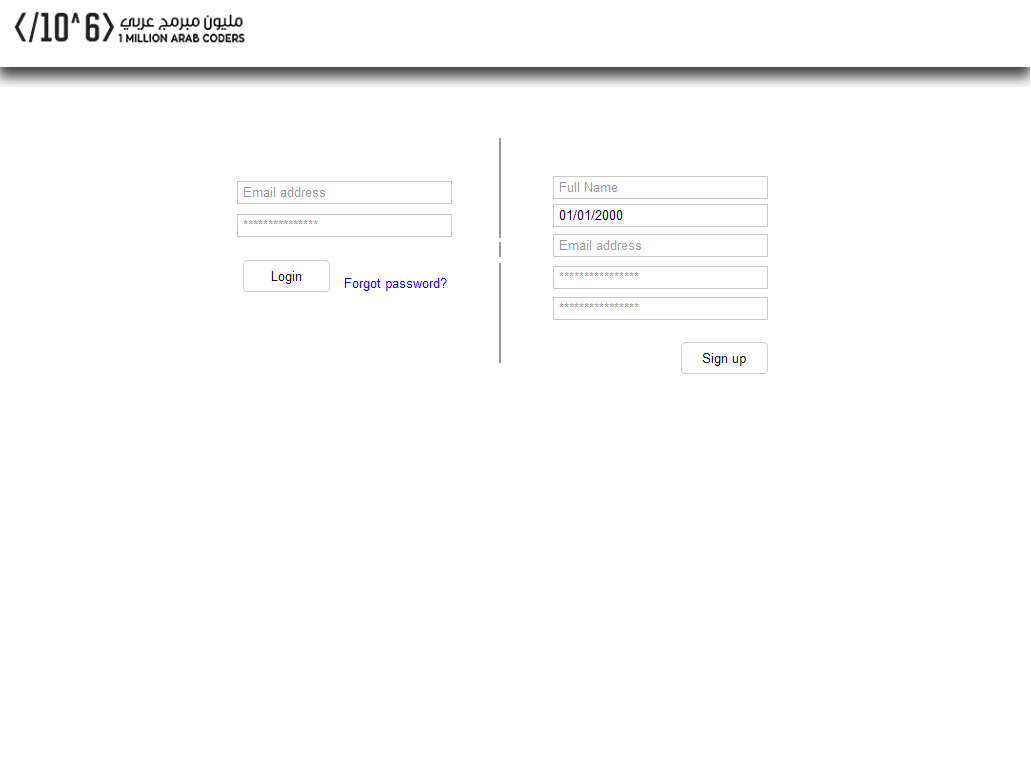 </10^6> مليون مبرمج عربي
1 MILLION ARAB CODERS
Email address
***************
Login
Forgot password?
Full Name
01/01/2000
Email address
****************
****************
Sign up